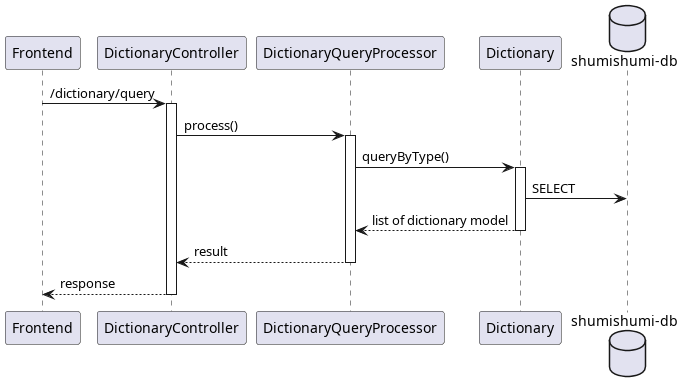 Frontend
DictionaryController
DictionaryQueryProcessor
Dictionary
shumishumi-db
/dictionary/query
process()
queryByType()
SELECT
list of dictionary model
result
response
Frontend
DictionaryController
DictionaryQueryProcessor
Dictionary
shumishumi-db